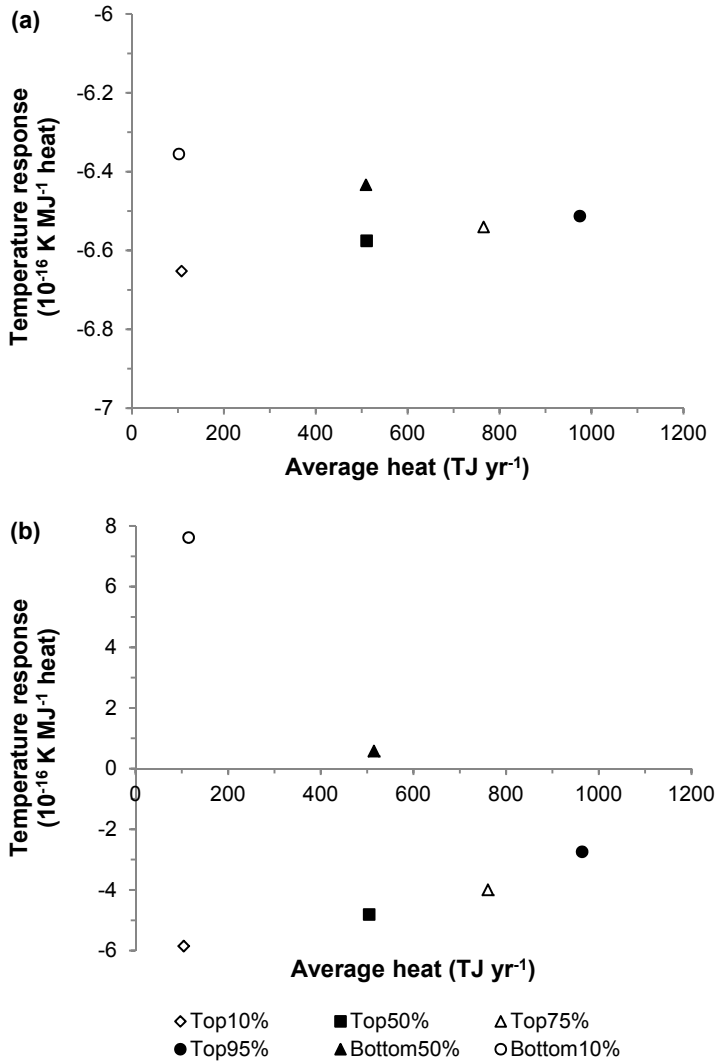 (a)
Temperature response
(10⁻¹⁶ K MJ⁻¹ heat)
-6
-6.2
-6.4
-6.6
-6.8
-7
0 200 400 600 800 1000 1200
Average heat (TJ yr⁻¹)
(b)
Temperature response
(10⁻¹⁶ K MJ⁻¹ heat)
8
6
4
2
0
0 200 400 600 800 1000 1200
-2
-4
-6
Average heat (TJ yr⁻¹)
Top10% Top50% Top75%
Top95% Bottom50% Bottom10%